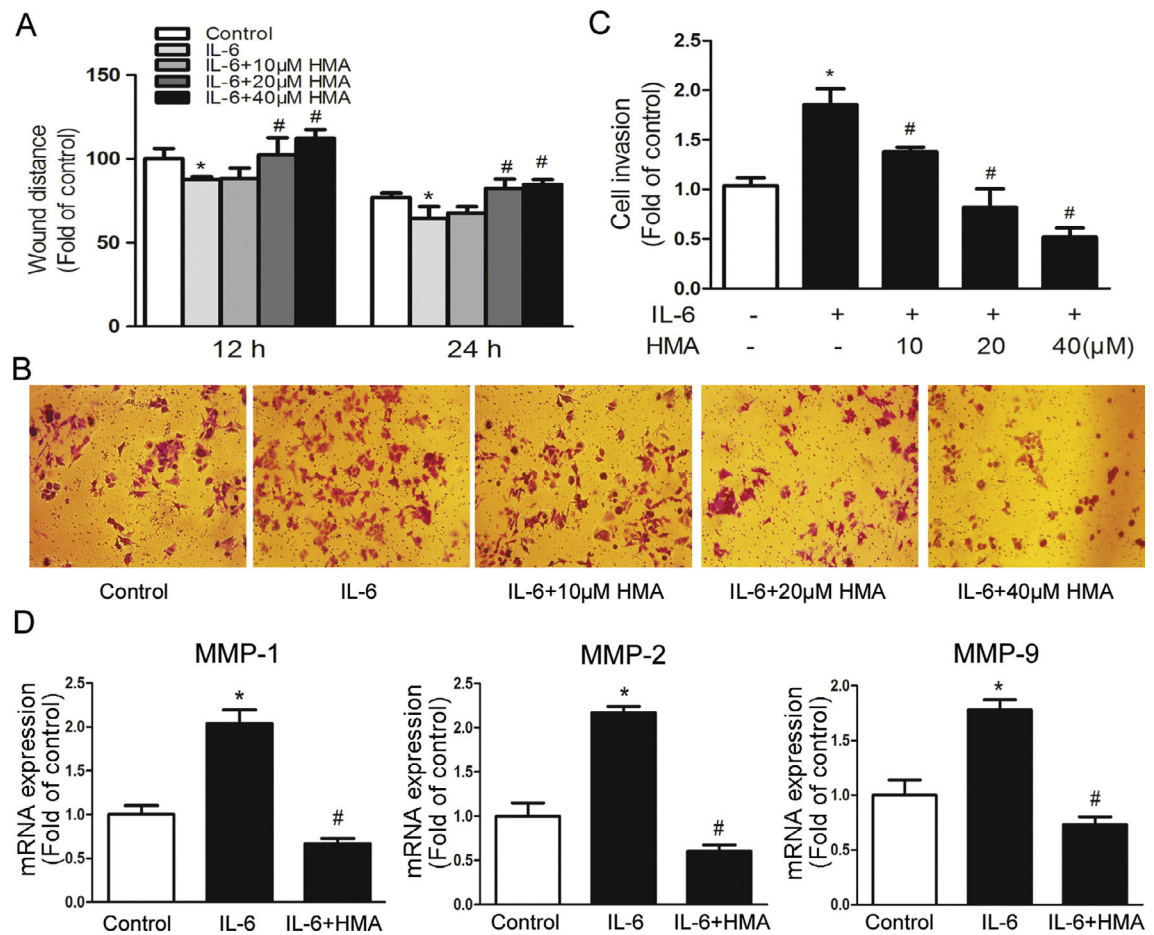 A
Control
IL-6
IL-6+10µM HMA
IL-6+20µM HMA
IL-6+40µM HMA
Wound distance
(Fold of control)
150
100
50
0
*
#
#
*
#
#
12 h
24 h
C
Cell invasion
(Fold of control)
2.5
2.0
1.5
1.0
0.5
0.0
*
#
#
#
IL-6 - + + + +
HMA - - 10 20 40(µM)
B
Control
IL-6
IL-6+10µM HMA
IL-6+20µM HMA
IL-6+40µM HMA
D
MMP-1
mRNA expression
(Fold of control)
2.5
2.0
1.5
1.0
0.5
0.0
*
#
Control IL-6 IL-6+HMA
MMP-2
mRNA expression
(Fold of control)
2.5
2.0
1.5
1.0
0.5
0.0
*
#
Control IL-6 IL-6+HMA
MMP-9
mRNA expression
(Fold of control)
2.0
1.5
1.0
0.5
0.0
*
#
Control IL-6 IL-6+HMA